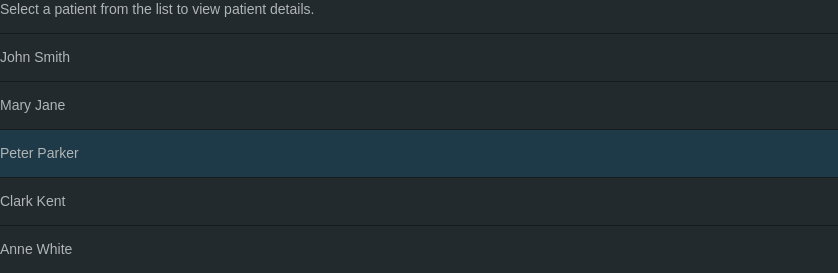 Select a patient from the list to view patient details.
John Smith
Mary Jane
Peter Parker
Clark Kent
Anne White